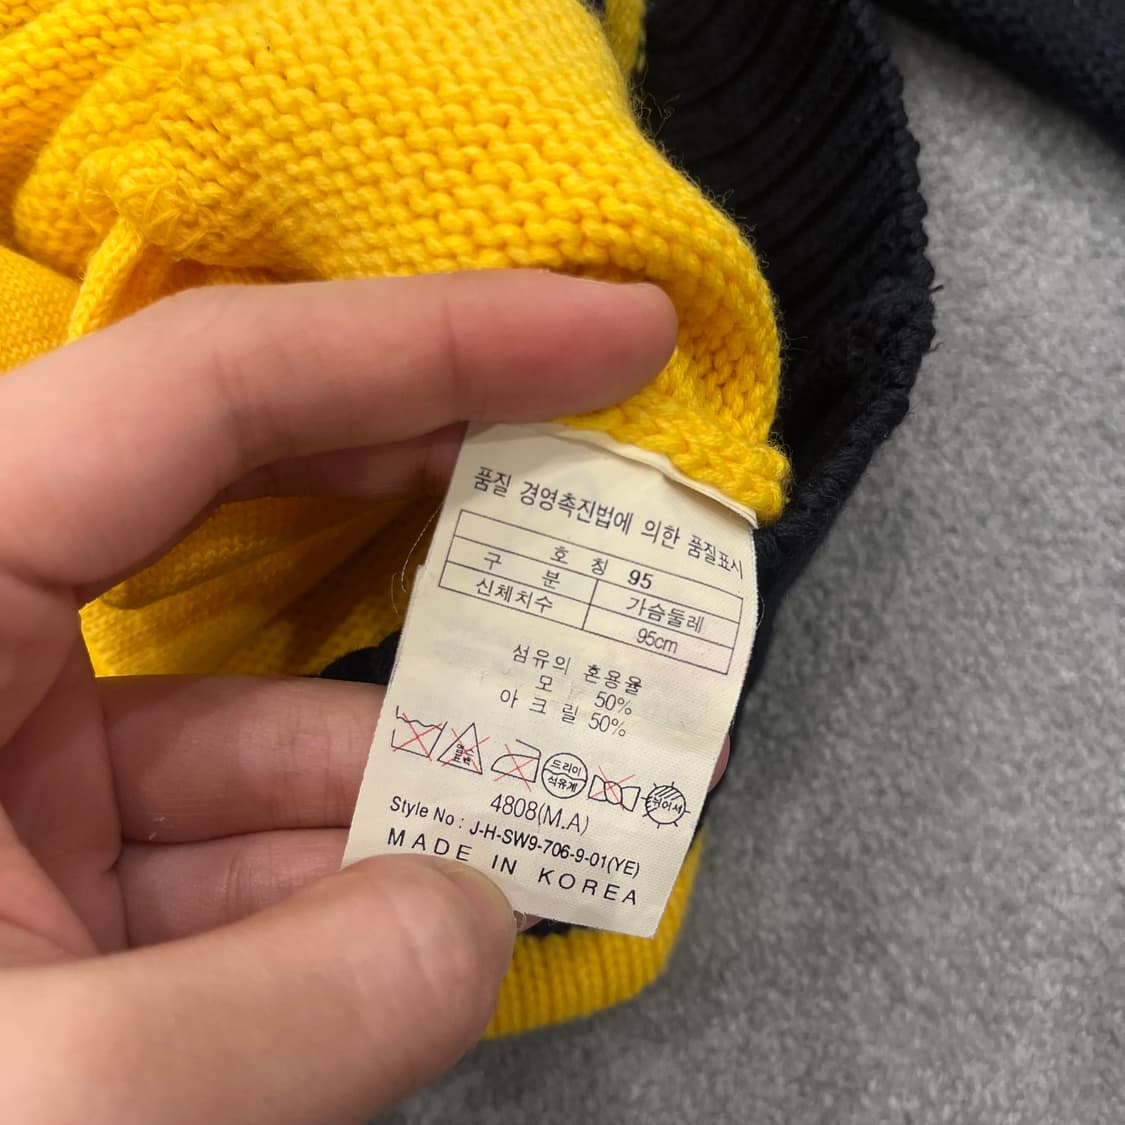 품질 경영촉진법에 의한 품질표시
호 칭 95
구 분 가슴둘레
신체치수 95cm
섬유의 혼용율
모 50%
아 크 릴 50%
드라이
석유계
뉘어서
4808(M.A)
Style No : J-H-SW9-706-9-01(YE)
MADE IN KOREA